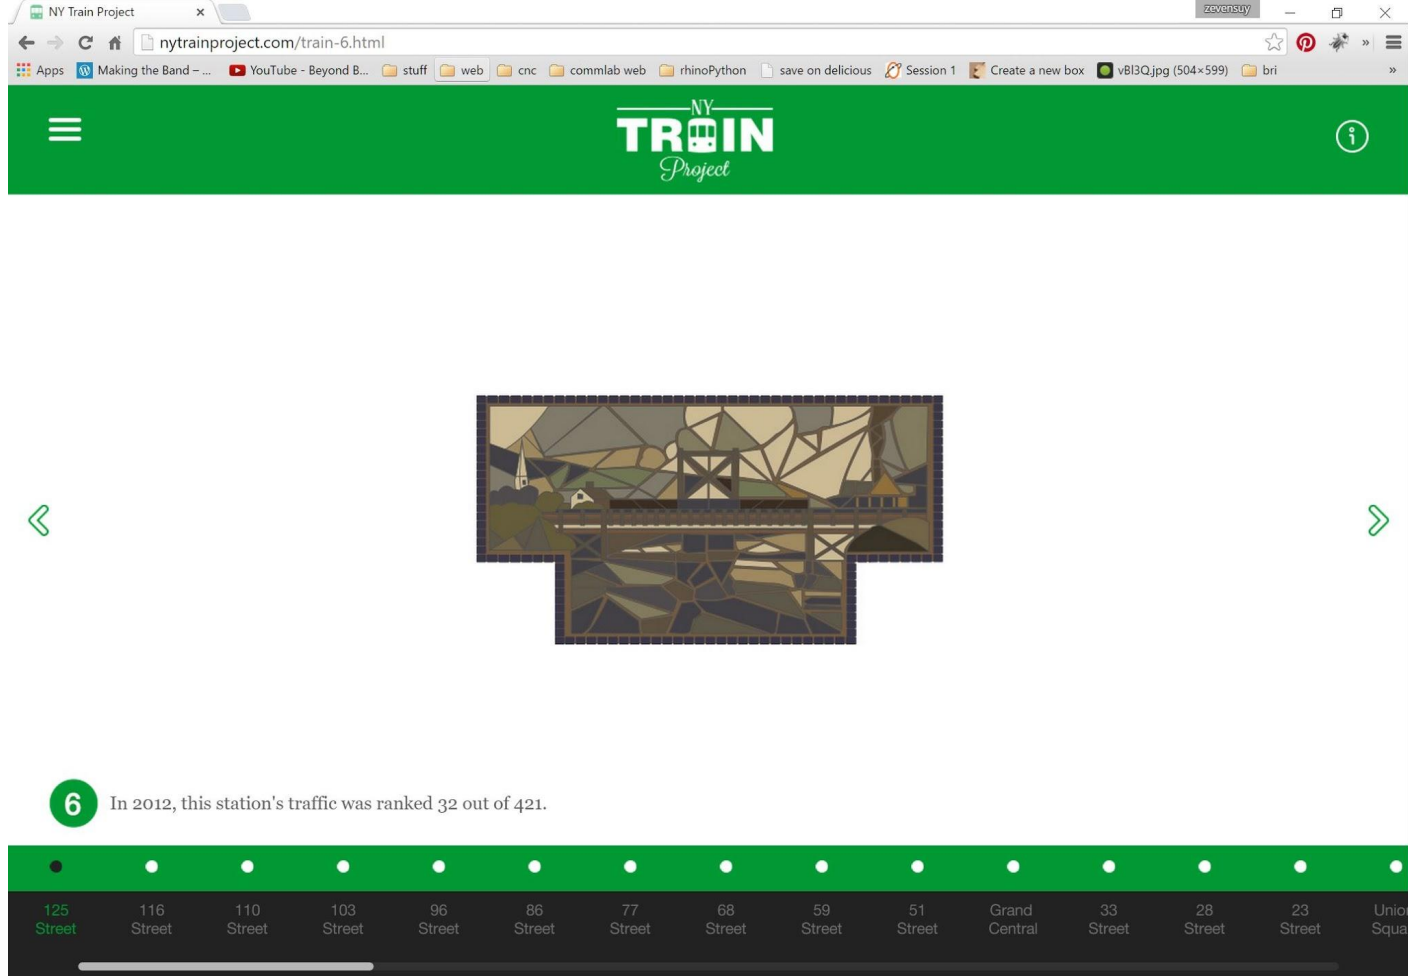 NY Train Project
zevensuy
nytrainproject.com/train-6.html
Apps Making the Band – ... YouTube - Beyond B... stuff web cnc commlab web rhinoPython save on delicious Session 1 Create a new box vBl3Q.jpg (504×599) bri »
NY
TRAIN
Project
6 In 2012, this station's traffic was ranked 32 out of 421.
125 Street
116 Street
110 Street
103 Street
96 Street
86 Street
77 Street
68 Street
59 Street
51 Street
Grand Central
33 Street
28 Street
23 Street
Union
Squa